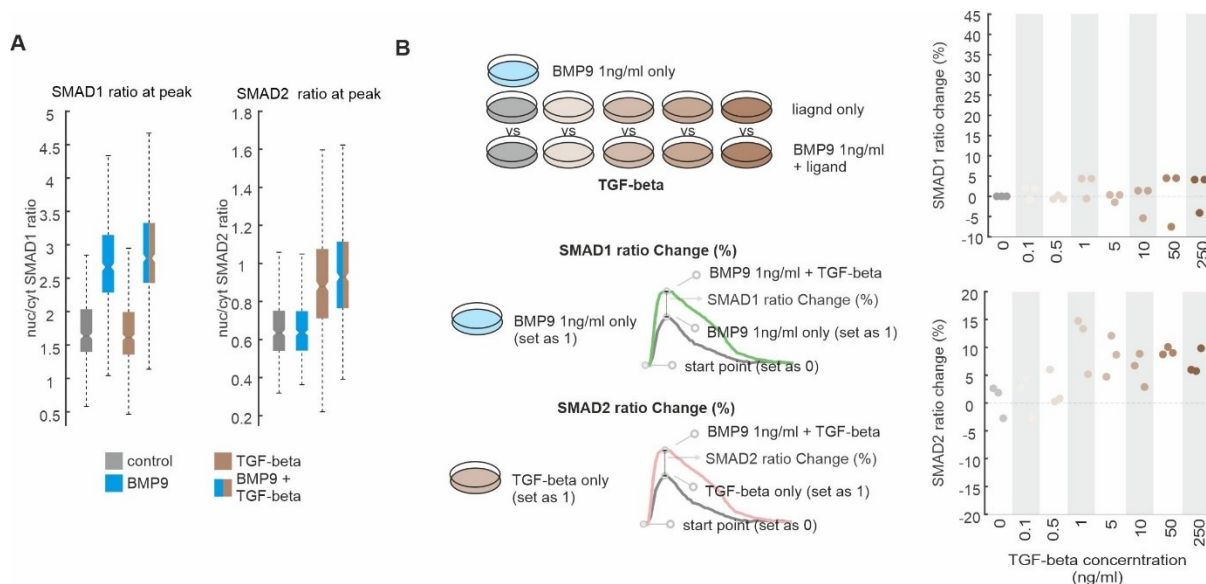 A
SMAD1 ratio at peak
SMAD2 ratio at peak
nuc/cyt SMAD1 ratio
5
4.5
4
3.5
3
2.5
2
1.5
1
0.5
nuc/cyt SMAD2 ratio
1.8
1.6
1.4
1.2
1
0.8
0.6
0.4
0.2
control
TGF-beta
BMP9
BMP9 +
TGF-beta
B
BMP9 1ng/ml only
liagnd only
vs vs vs vs vs
BMP9 1ng/ml
+ ligand
TGF-beta
SMAD1 ratio Change (%)
BMP9 1ng/ml + TGF-beta
SMAD1 ratio Change (%)
BMP9 1ng/ml only
(set as 1)
BMP9 1ng/ml only (set as 1)
start point (set as 0)
SMAD2 ratio Change (%)
BMP9 1ng/ml + TGF-beta
SMAD2 ratio Change (%)
TGF-beta only
(set as 1)
TGF-beta only (set as 1)
start point (set as 0)
SMAD1 ratio change (%)
45
40
35
30
25
20
15
10
5
0
-5
-10
0 0.1 0.5 1 5 10 50 250
SMAD2 ratio change (%)
20
15
10
5
0
-5
-10
-15
-20
0 0.1 0.5 1 5 10 50 250
TGF-beta concerntration
(ng/ml)